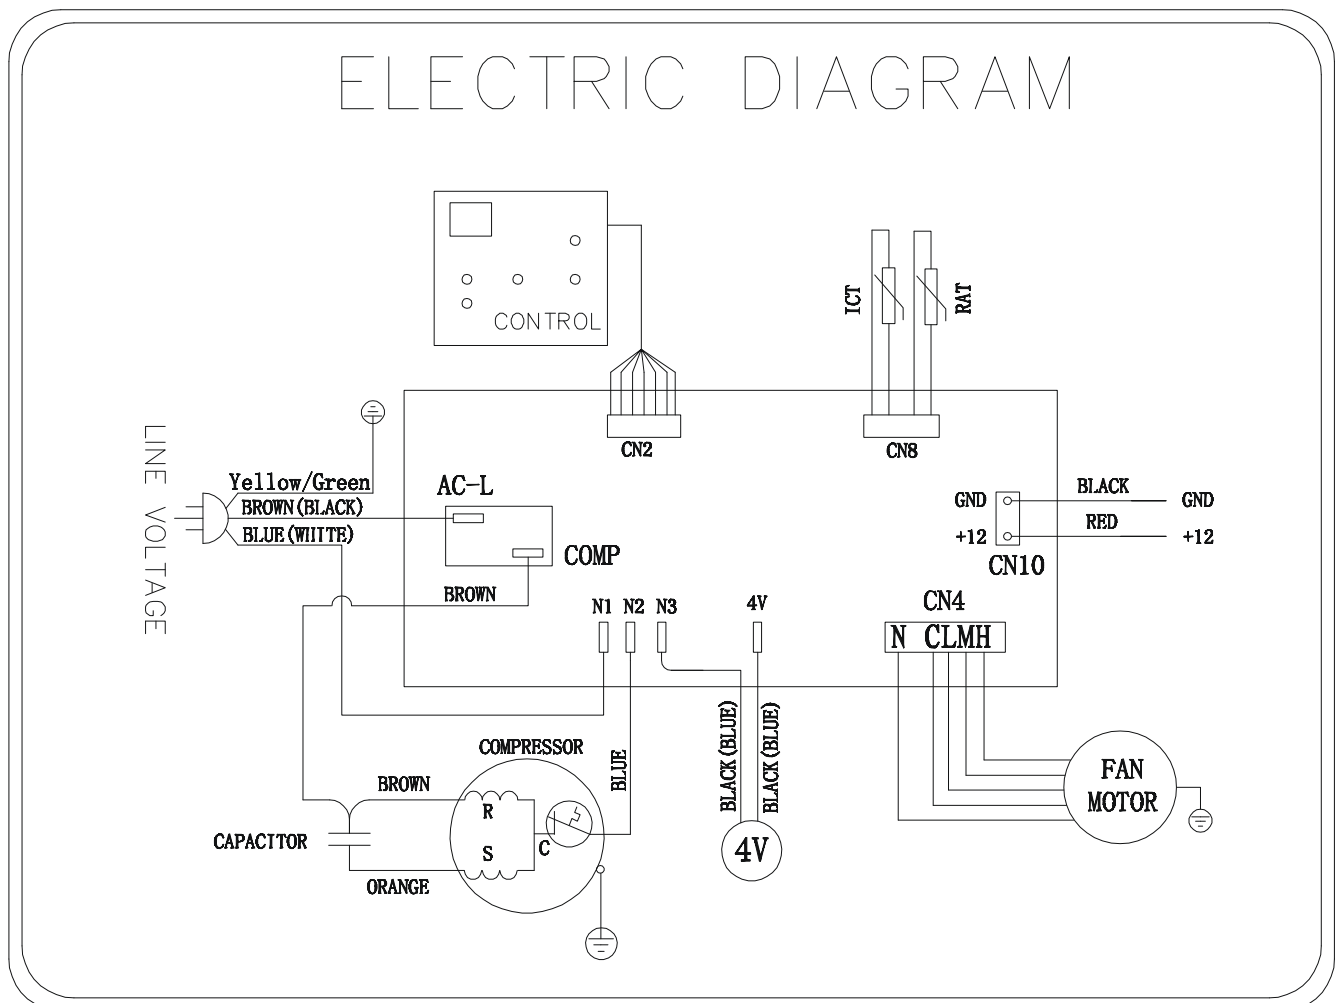 ELECTRIC DIAGRAM
CONTROL
ICT
RAT
CN2
CN8
LINE VOLTAGE
Yellow/Green
BROWN(BLACK)
BLUE(WIIITE)
AC-L
COMP
BROWN
GND
BLACK
GND
+12
RED
+12
CN10
N1
N2
N3
4V
CN4
N CLMH
COMPRESSOR
BLUE
BLACK(BLUE)
BLACK(BLUE)
BROWN
R
CAPACITOR
S
C
ORANGE
4V
FAN
MOTOR